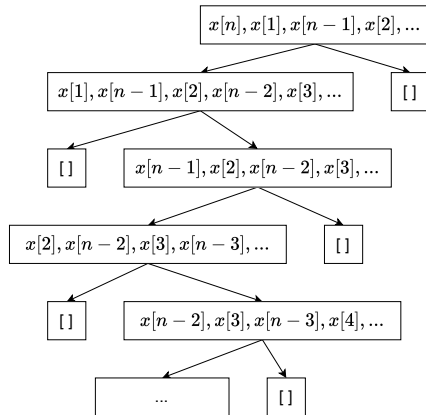 x[n], x[1], x[n − 1], x[2], ...
x[1], x[n − 1], x[2], x[n − 2], x[3], ... []
[] x[n − 1], x[2], x[n − 2], x[3], ...
x[2], x[n − 2], x[3], x[n − 3], ... []
[] x[n − 2], x[3], x[n − 3], x[4], ...
... []